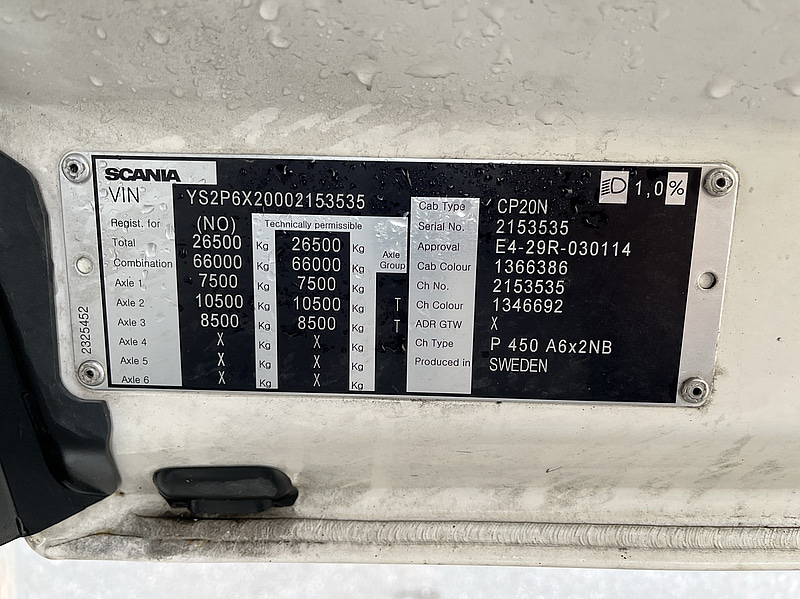 SCANIA
VIN YS2P6X20002153535
1,0%
Regist. for (NO) Technically permissible
Total 26500 Kg 26500 Kg
Combination 66000 Kg 66000 Kg Axle Group
Axle 1 7500 Kg 7500 Kg
Axle 2 10500 Kg 10500 Kg T
Axle 3 8500 Kg 8500 Kg T
Axle 4 X Kg X Kg
Axle 5 X Kg X Kg
Axle 6 X Kg X Kg
Cab Type CP20N
Serial No. 2153535
Approval E4-29R-030114
Cab Colour 1366386
Ch No. 2153535
Ch Colour 1346692
ADR GTW X
Ch Type P 450 A6x2NB
Produced in SWEDEN
2325452